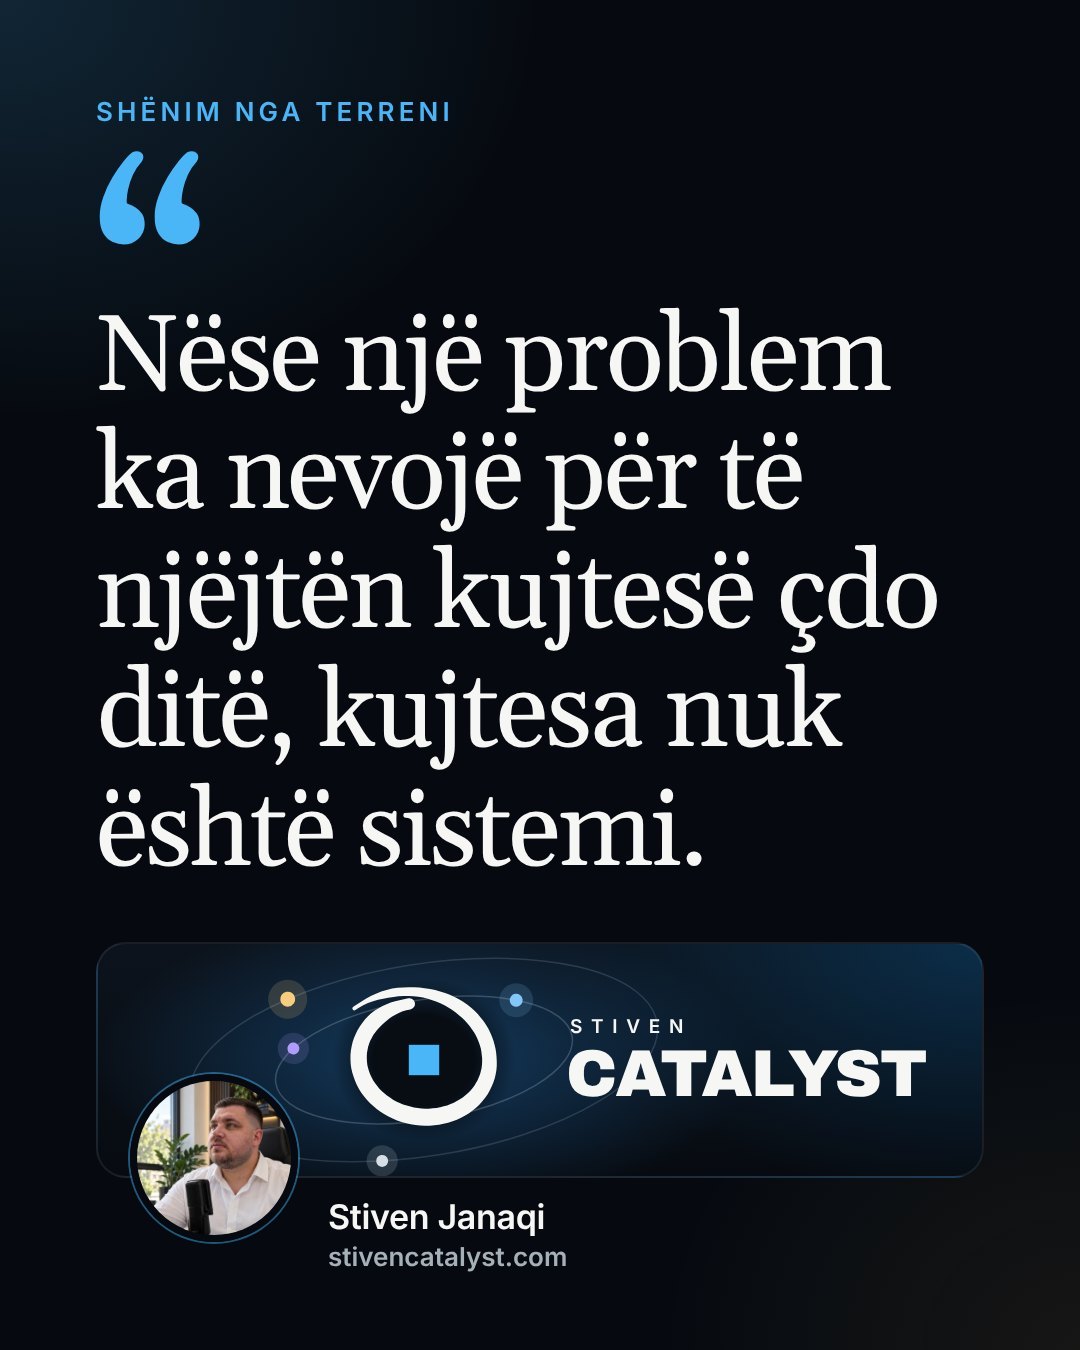 SHËNIM NGA TERRENI
“
Nëse një problem
ka nevojë për të
njëjtën kujtesë çdo
ditë, kujtesa nuk
është sistemi.
STIVEN
CATALYST
Stiven Janaqi
stivencatalyst.com